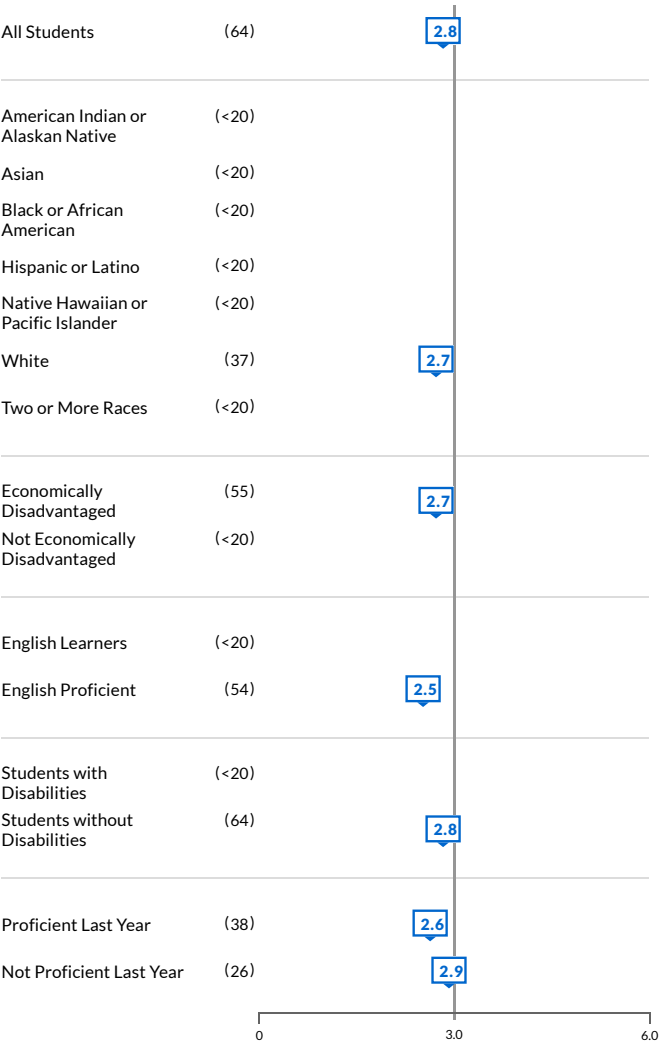 All Students (64) 2.8
American Indian or (<20)
Alaskan Native
Asian (<20)
Black or African (<20)
American
Hispanic or Latino (<20)
Native Hawaiian or (<20)
Pacific Islander
White (37) 2.7
Two or More Races (<20)
Economically (55) 2.7
Disadvantaged
Not Economically (<20)
Disadvantaged
English Learners (<20)
English Proficient (54) 2.5
Students with (<20)
Disabilities
Students without (64) 2.8
Disabilities
Proficient Last Year (38) 2.6
Not Proficient Last Year (26) 2.9
0 3.0 6.0